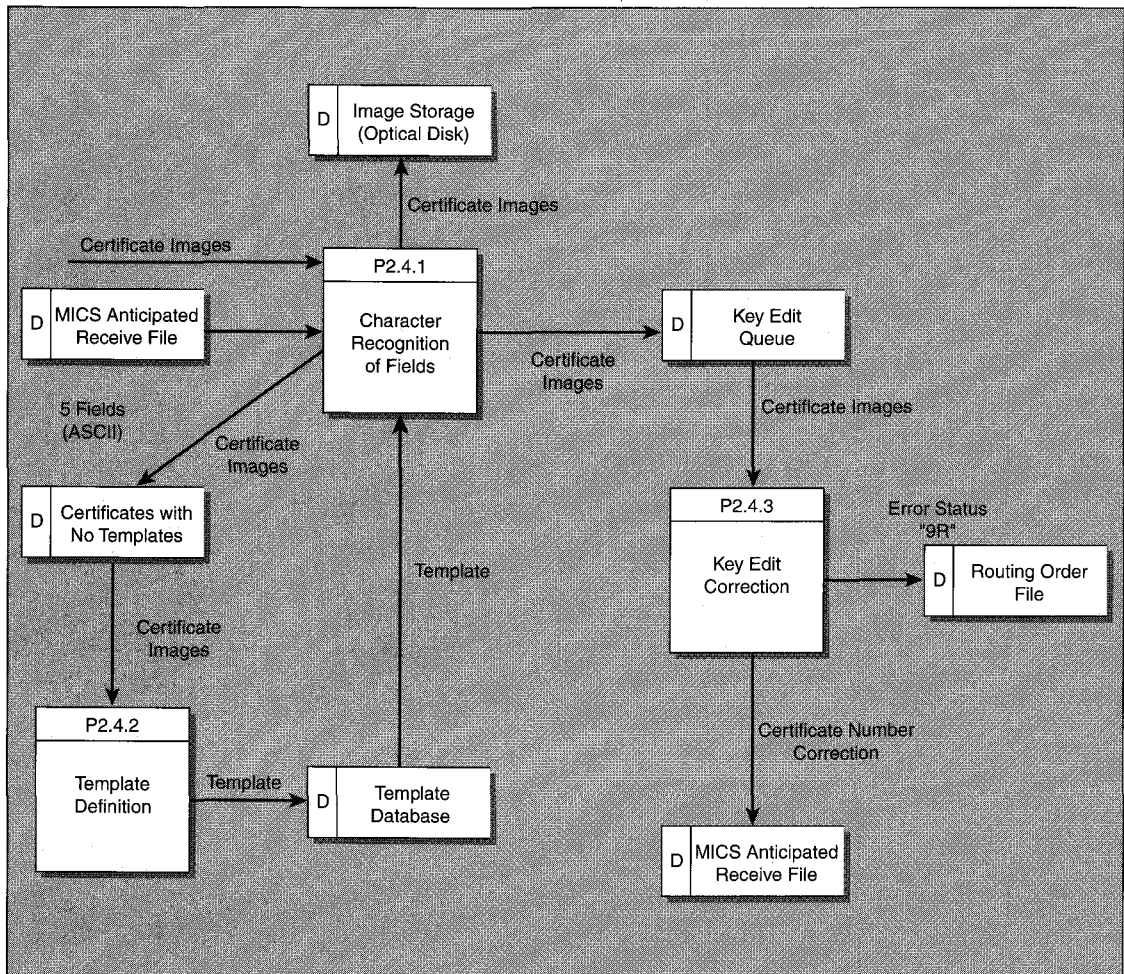 D
Image Storage
(Optical Disk)
Certificate Images
Certificate Images
P2.4.1
Character
Recognition
of Fields
D
MICS Anticipated
Receive File
5 Fields
(ASCII)
Certificate
Images
D
Certificates with
No Templates
Certificate
Images
P2.4.2
Template
Definition
Template
D
Template
Database
Template
Certificate
Images
D
Key Edit
Queue
Certificate Images
P2.4.3
Key Edit
Correction
Error Status
"9R"
D
Routing Order
File
Certificate Number
Correction
D
MICS Anticipated
Receive File